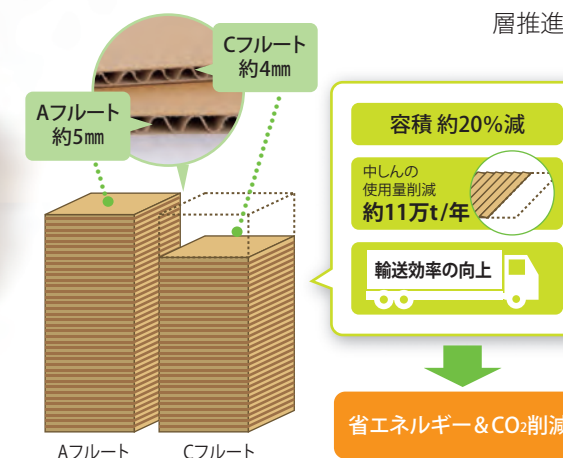 層推進
Cフルート
約4㎜
Aフルート
約5㎜
容積 約20%減
中しんの
使用量削減
約11万t/年
輸送効率の向上
省エネルギー&CO₂削減
Aフルート
Cフルート